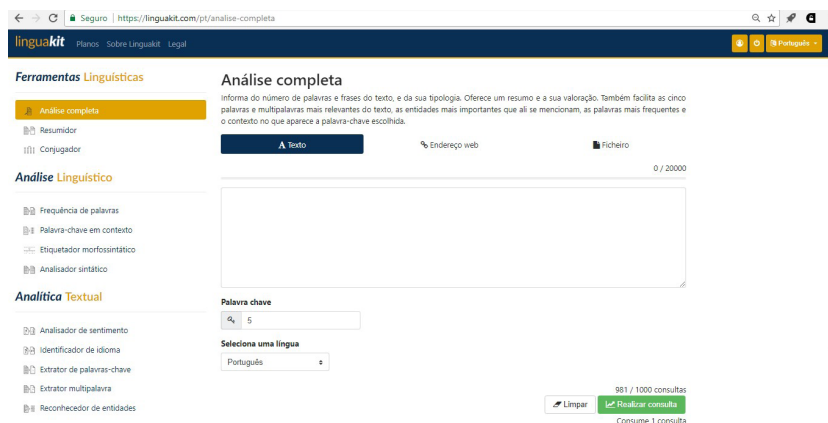 Seguro | https://linguakit.com/pt/analise-completa
linguakit Planos Sobre Linguakit Legal Português
Ferramentas Linguísticas
Análise completa
Resumidor
Conjugador
Análise Linguístico
Frequência de palavras
Palavra-chave em contexto
Etiquetador morfossintático
Analisador sintático
Analítica Textual
Analisador de sentimento
Identificador de idioma
Extrator de palavras-chave
Extrator multipalavra
Reconhecedor de entidades
Análise completa
Informa do número de palavras e frases do texto, e da sua tipologia. Oferece um resumo e a sua valoração. Também facilita as cinco
palavras e multipalavras mais relevantes do texto, as entidades mais importantes que ali se mencionam, as palavras mais frequentes e
o contexto no que aparece a palavra-chave escolhida.
A Texto Endereço web Ficheiro
0 / 20000
Palavra chave
5
Seleciona uma língua
Português
981 / 1000 consultas
Limpar Realizar consulta
Consume 1 consulta